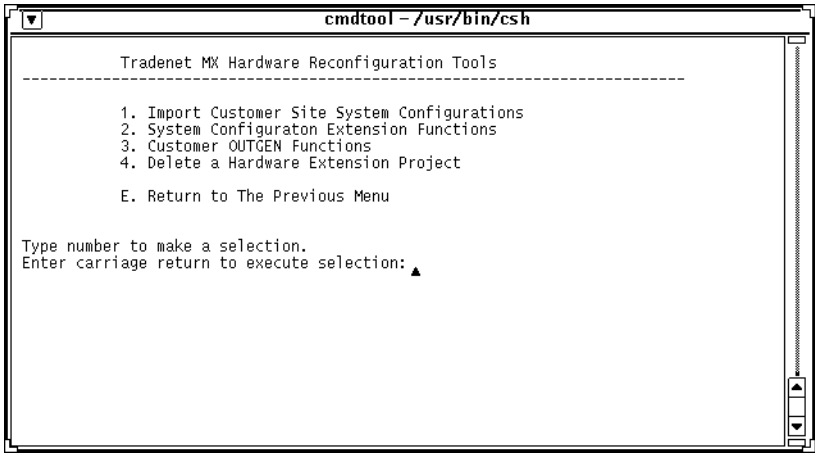 cmdtool – /usr/bin/csh
Tradenet MX Hardware Reconfiguration Tools
--------------------------------------------------------------------------
1. Import Customer Site System Configurations
2. System Configuraton Extension Functions
3. Customer OUTGEN Functions
4. Delete a Hardware Extension Project
E. Return to The Previous Menu
Type number to make a selection.
Enter carriage return to execute selection: